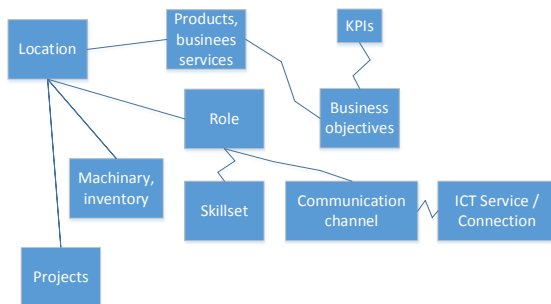 Products,
businees
services
KPIs
Location
Role
Business
objectives
Machinary,
inventory
Skillset
Communication
channel
ICT Service /
Connection
Projects